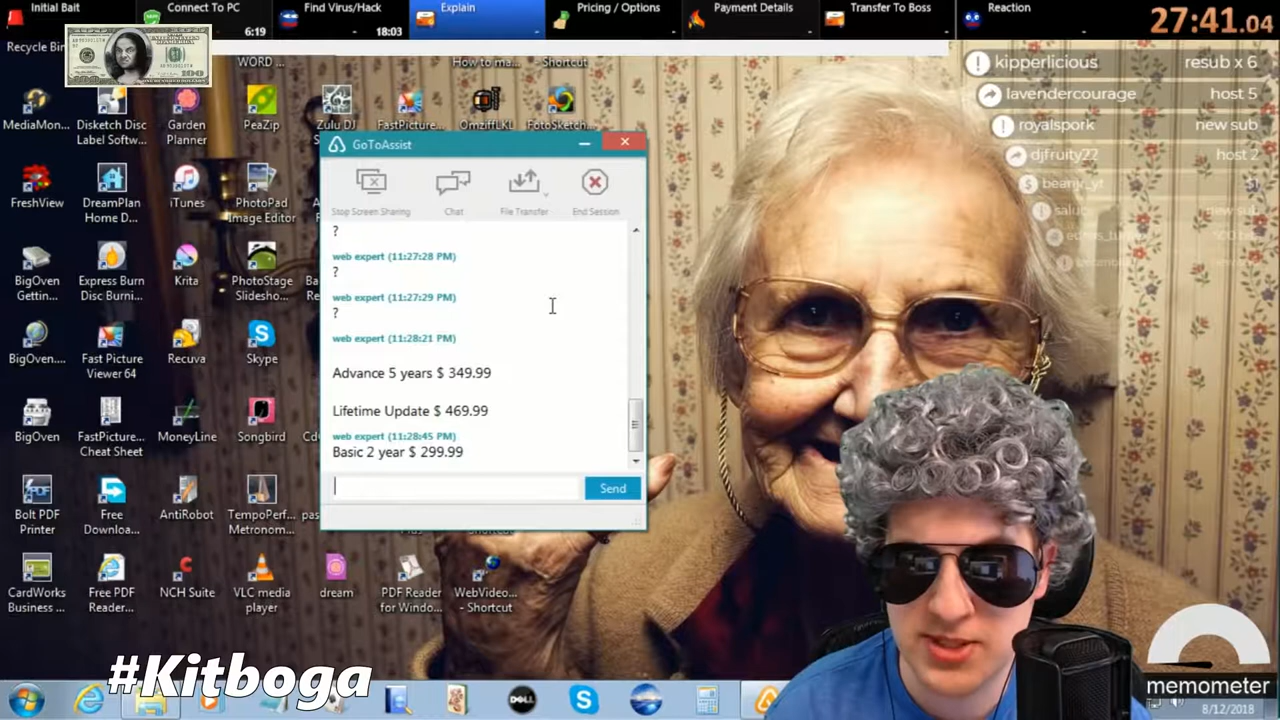 Initial Bait
Connect To PC
6:19
Find Virus/Hack
18:03
Explain
Pricing / Options
Payment Details
Transfer To Boss
Reaction
27:41.04
Recycle Bin
WORD ...
How to ma...
Shortcut
kipperlicious resub x 6
lavendercourage host 5
royalspork new sub
djfruity22 host 2
MediaMon...
Disketch Disc Label Softw...
Garden Planner
PeaZip
Zulu DJ
FastPicture...
OmziffLKL
FotoSketch...
FreshView
DreamPlan Home D...
iTunes
PhotoPad Image Editor
BigOven Gettin...
Express Burn Disc Burni...
Krita
PhotoStage Slidesho...
BigOven....
Fast Picture Viewer 64
Recuva
Skype
BigOven
FastPicture... Cheat Sheet
MoneyLine
Songbird
Bolt PDF Printer
Free Downloa...
AntiRobot
TempoPerf... Metronom...
CardWorks Business ...
Free PDF Reader...
NCH Suite
VLC media player
dream
PDF Reader for Windo...
WebVideo... - Shortcut
GoToAssist
Stop Screen Sharing
Chat
File Transfer
End Session
?
web expert (11:27:28 PM)
?
web expert (11:27:29 PM)
?
web expert (11:28:21 PM)
Advance 5 years $ 349.99
Lifetime Update $ 469.99
web expert (11:28:45 PM)
Basic 2 year $ 299.99
Send
#Kitboga
DELL
memometer
8/12/2018